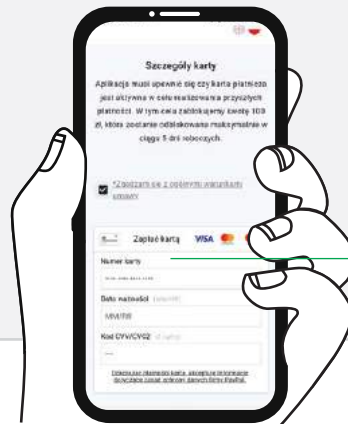 Szczegóły karty
Aplikacja musi upewnić się czy karta płatnicza
jest aktywna w celu realizowania przyszłych
płatności. W tym celu zablokujemy kwotę 100
zł, która zostanie odblokowana maksymalnie w
ciągu 5 dni roboczych.
*Zgadzam się z ogólnymi warunkami
umowy
Zapłać kartą VISA
Numer karty
Data ważności
MM/RR
Kod CVV/CVC2